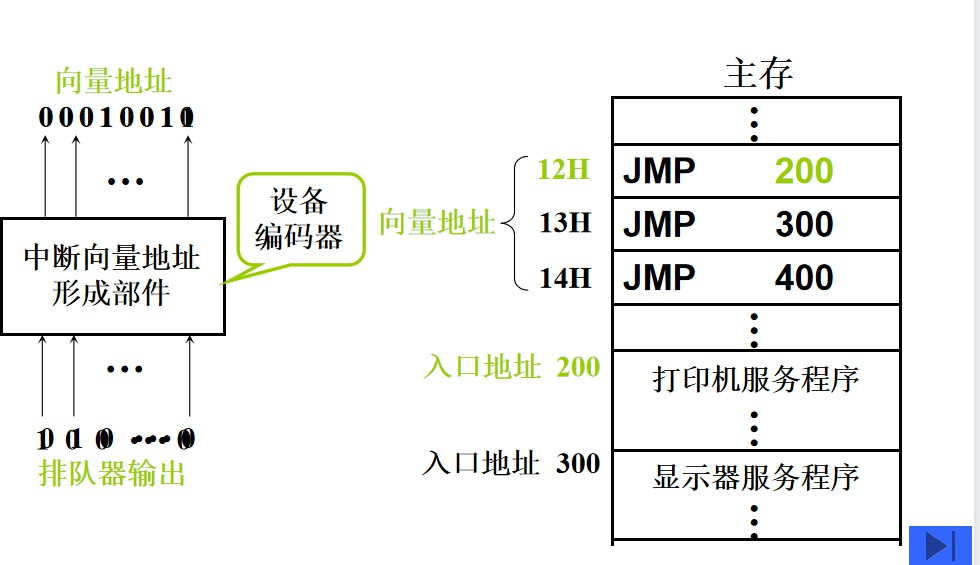 向量地址
中断向量地址
形成部件
设备
编码器
排队器输出
主存
向量地址
12H JMP 200
13H JMP 300
14H JMP 400
入口地址 200
打印机服务程序
入口地址 300
显示器服务程序